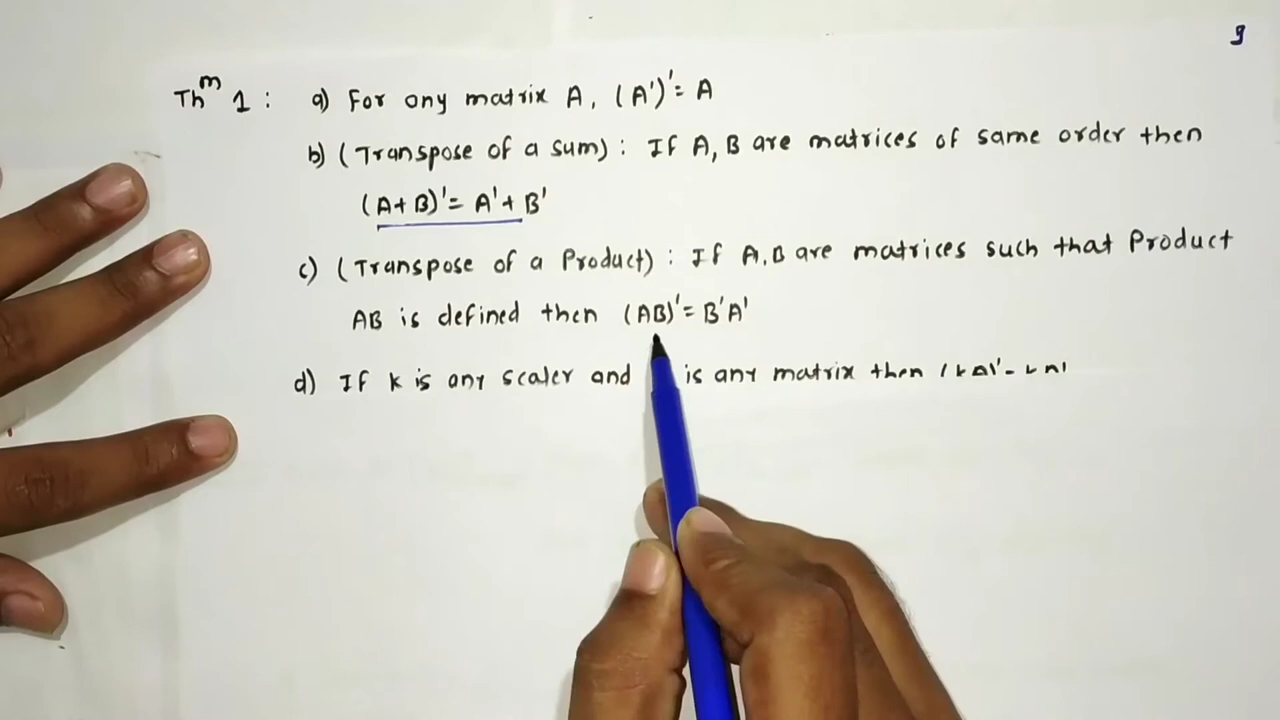 9
Thm 1 : a) For any matrix A, (A')' = A
b) (Transpose of a sum) : If A, B are matrices of same order then
(A+B)' = A' + B'
c) (Transpose of a Product) : If A, B are matrices such that Product
AB is defined then (AB)' = B'A'
d) If k is any scaler and is any matrix then